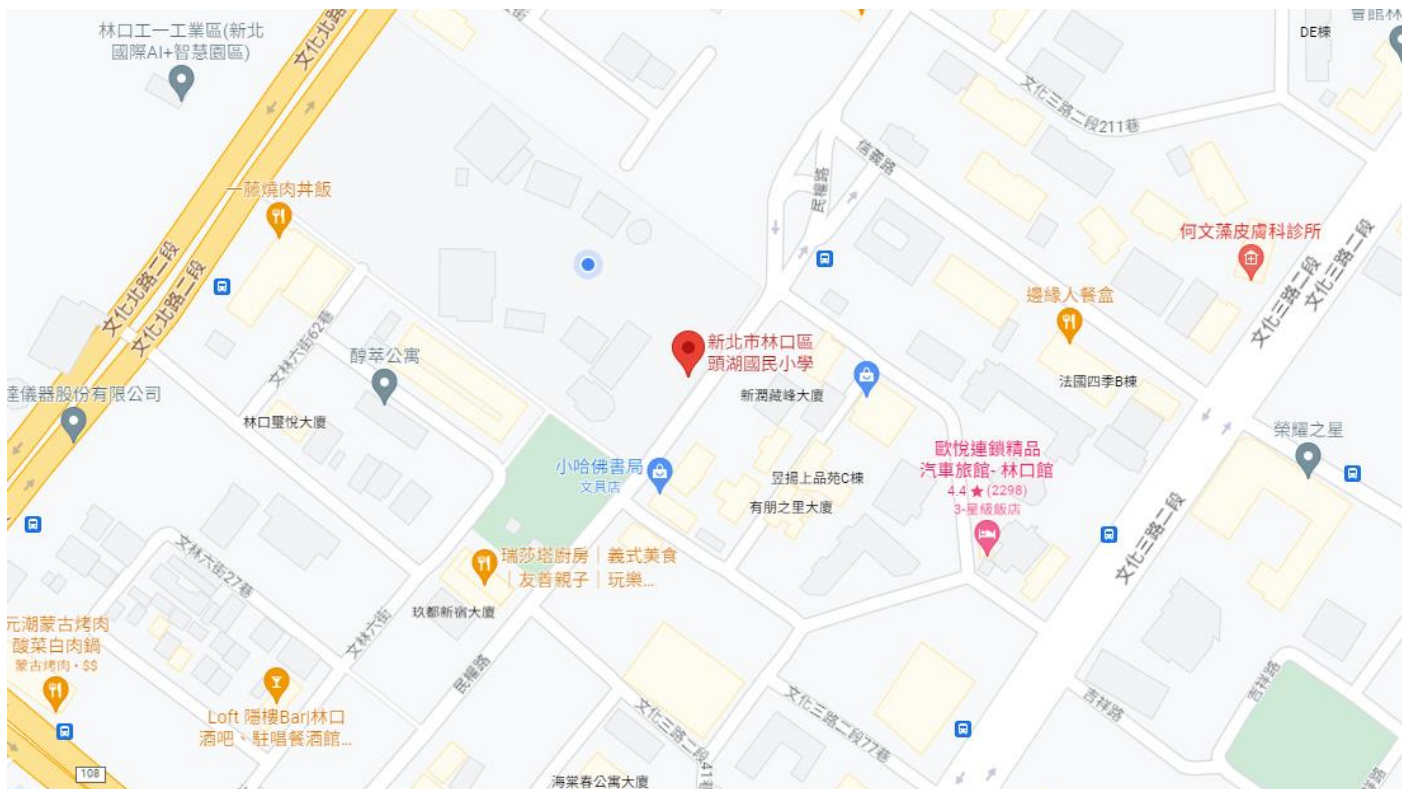 林口工一工業區(新北
國際AI+智慧園區)
文化北路
DE棟
文化三路二段211巷
信義路
民權路
一藤燒肉丼飯
何文藻皮膚科診所
文化北路二段
文化北路二段
文化三路二段
文化三路二段
邊緣人餐盒
文林六街62巷
新北市林口區
頭湖國民小學
醇萃公寓
法國四季B棟
新潤藏峰大廈
達儀器股份有限公司
林口璽悅大廈
榮耀之星
歐悅連鎖精品
汽車旅館- 林口館
4.4 ★ (2298)
3-星級飯店
小哈佛書局
文具店
昱揚上品苑C棟
有朋之里大廈
文化三路二段
瑞莎塔廚房｜義式美食
｜友善親子｜玩樂...
文林六街27巷
玖都新宿大廈
元潮蒙古烤肉
酸菜白肉鍋
蒙古烤肉・$$
文林六街
民權路
吉祥路
吉祥路
Loft 隱樓Bar|林口
酒吧、駐唱餐酒館...
文化三路二段41巷
文化三路二段77巷
108
海棠春公寓大廈